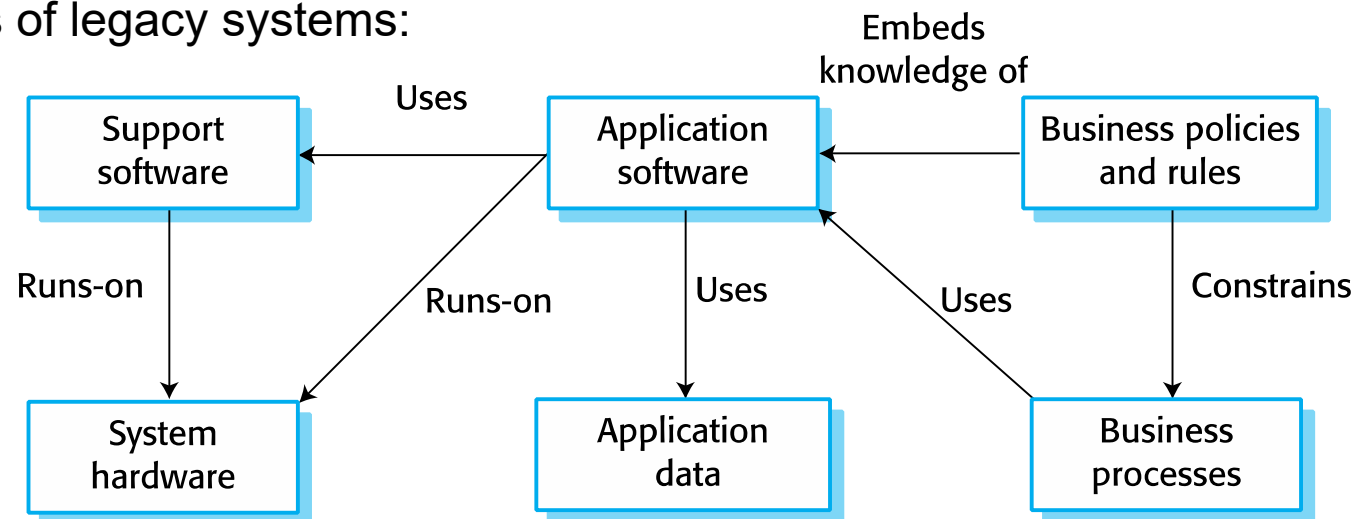 s of legacy systems:
Embeds
knowledge of
Uses
Support
software
Application
software
Business policies
and rules
Runs-on
Runs-on
Uses
Uses
Constrains
System
hardware
Application
data
Business
processes